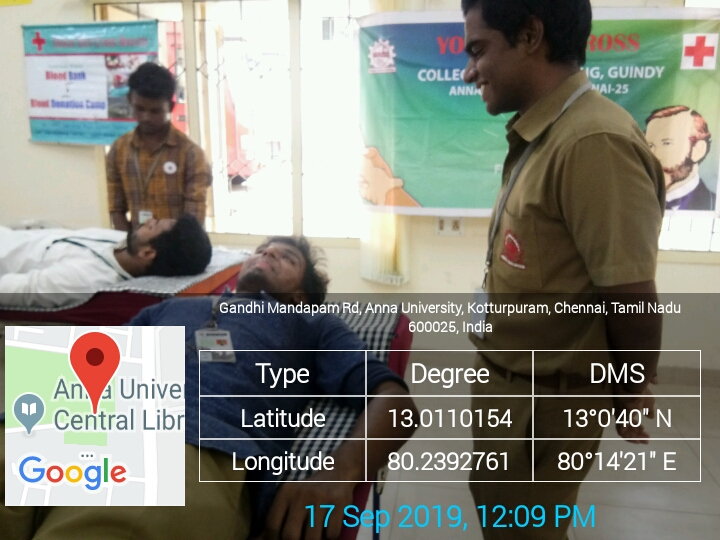 Blood Bank
Blood Donation Camp
YO ROSS
COLLEGE NG, GUINDY
ANNA NAI-25
Gandhi Mandapam Rd, Anna University, Kotturpuram, Chennai, Tamil Nadu
600025, India
Anna Univer
Central Libr
Google
Type Degree DMS
Latitude 13.0110154 13°0'40" N
Longitude 80.2392761 80°14'21" E
17 Sep 2019, 12:09 PM